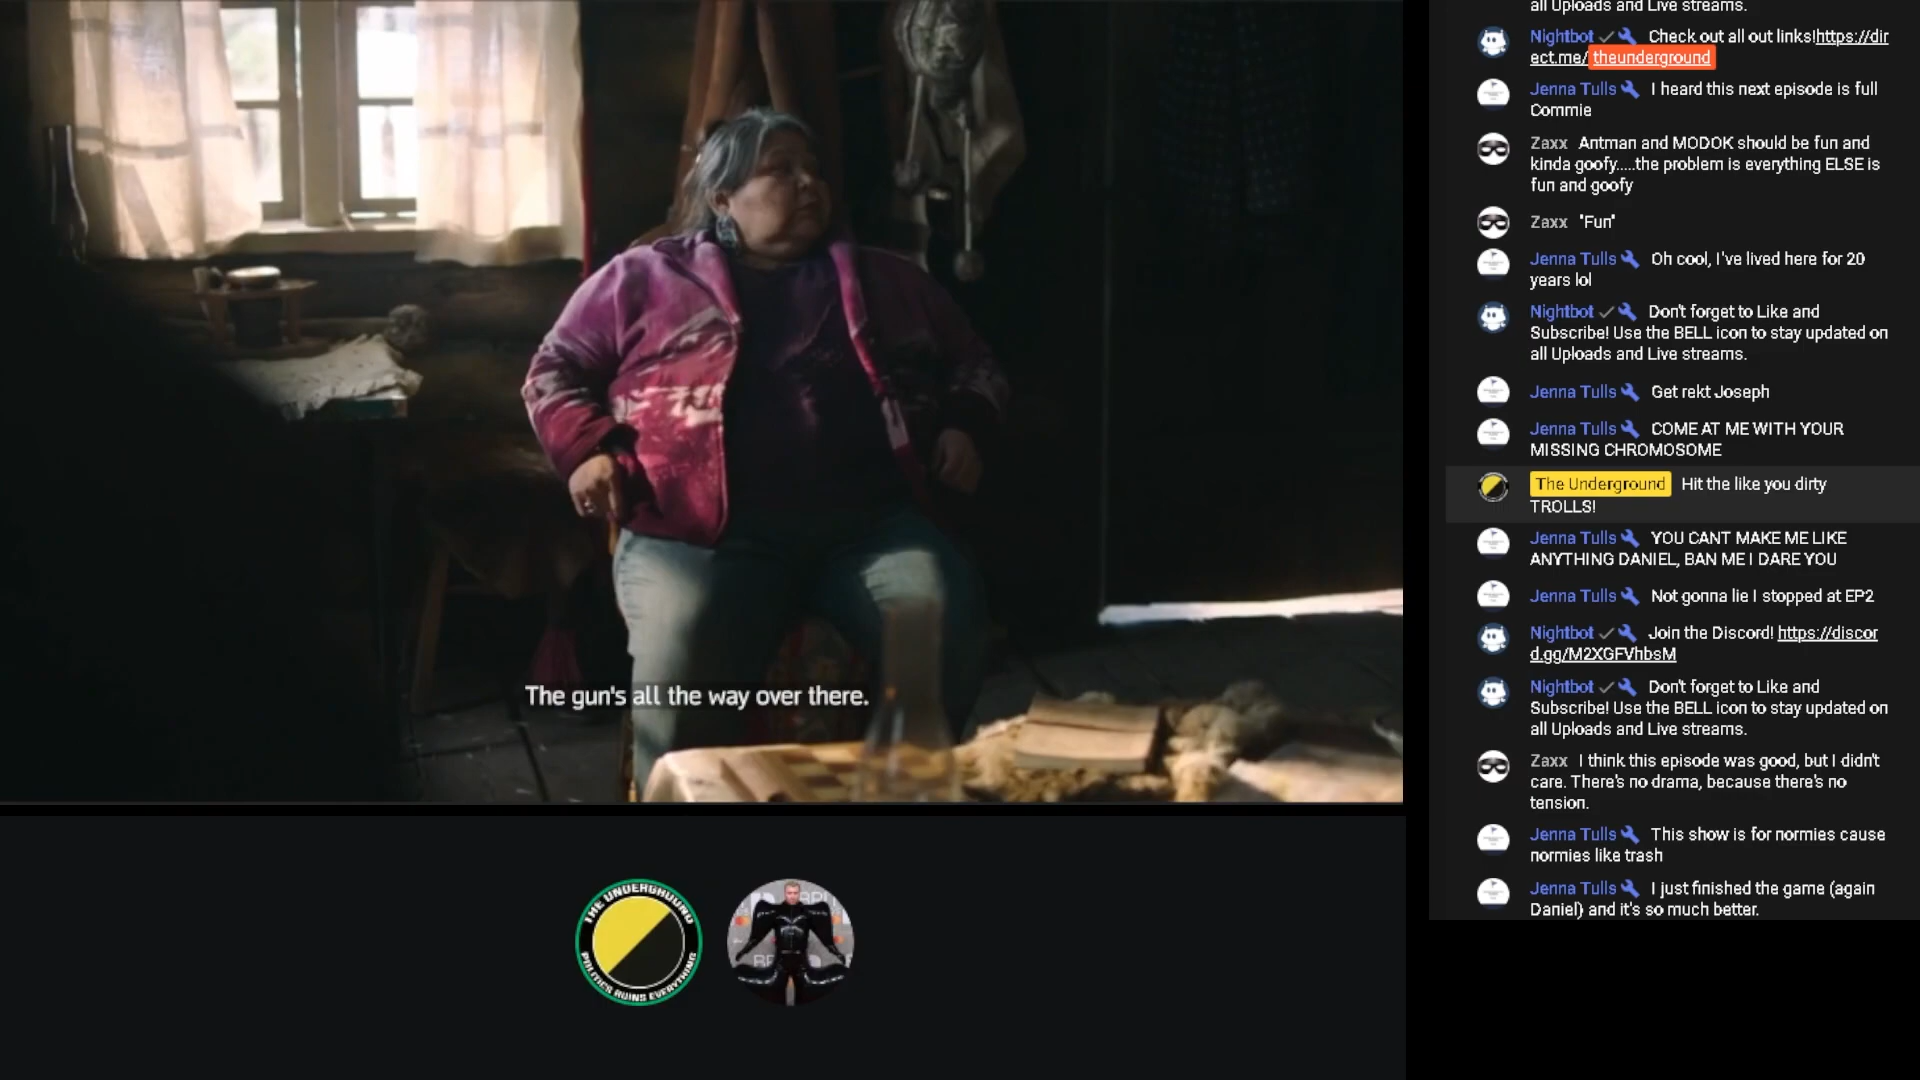 The gun's all the way over there.
THE UNDERGROUND
POLITICS RUINS EVERYTHING
all Uploads and Live streams.
Nightbot Check out all out links!https://dir
ect.me/theunderground
Jenna Tulls I heard this next episode is full
Commie
Zaxx Antman and MODOK should be fun and
kinda goofy.....the problem is everything ELSE is
fun and goofy
Zaxx "Fun"
Jenna Tulls Oh cool, I've lived here for 20
years lol
Nightbot Don't forget to Like and
Subscribe! Use the BELL icon to stay updated on
all Uploads and Live streams.
Jenna Tulls Get rekt Joseph
Jenna Tulls COME AT ME WITH YOUR
MISSING CHROMOSOME
The Underground Hit the like you dirty
TROLLS!
Jenna Tulls YOU CANT MAKE ME LIKE
ANYTHING DANIEL, BAN ME I DARE YOU
Jenna Tulls Not gonna lie I stopped at EP2
Nightbot Join the Discord! https://discor
d.gg/M2XGFVhbsM
Nightbot Don't forget to Like and
Subscribe! Use the BELL icon to stay updated on
all Uploads and Live streams.
Zaxx I think this episode was good, but I didn't
care. There's no drama, because there's no
tension.
Jenna Tulls This show is for normies cause
normies like trash
Jenna Tulls I just finished the game (again
Daniel) and it's so much better.